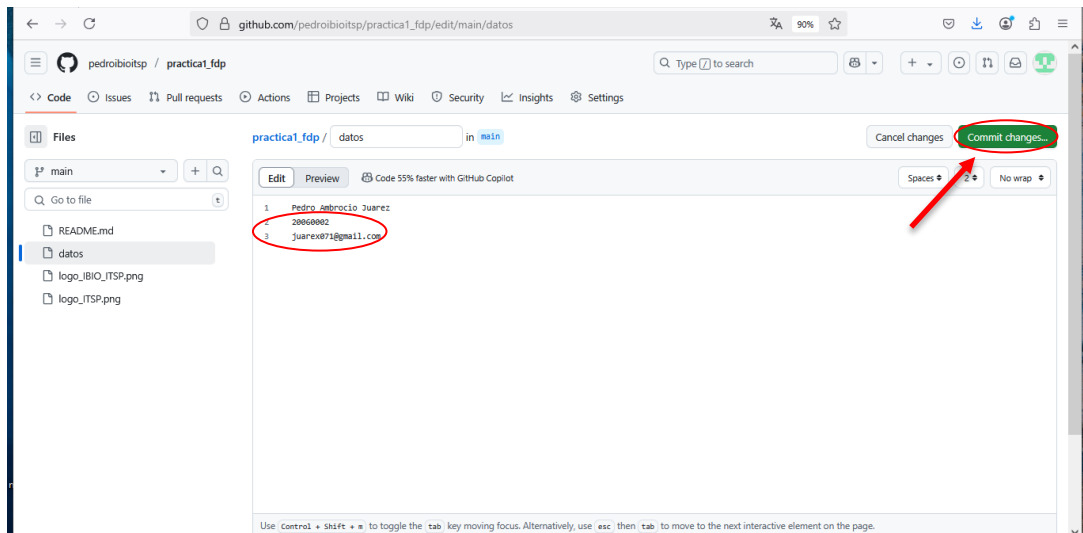 github.com/pedroibioitsp/practica1_fdp/edit/main/datos 90%
pedroibioitsp / practica1_fdp Type / to search
Code Issues Pull requests Actions Projects Wiki Security Insights Settings
Files practica1_fdp / datos in main Cancel changes Commit changes...
main Edit Preview Code 55% faster with GitHub Copilot Spaces 2 No wrap
Go to file t
1 Pedro Ambrocio Juarez
2 20060002
3 juarex071@gmail.com
README.md
datos
logo_IBIO_ITSP.png
logo_ITSP.png
Use Control + Shift + m to toggle the tab key moving focus. Alternatively, use esc then tab to move to the next interactive element on the page.